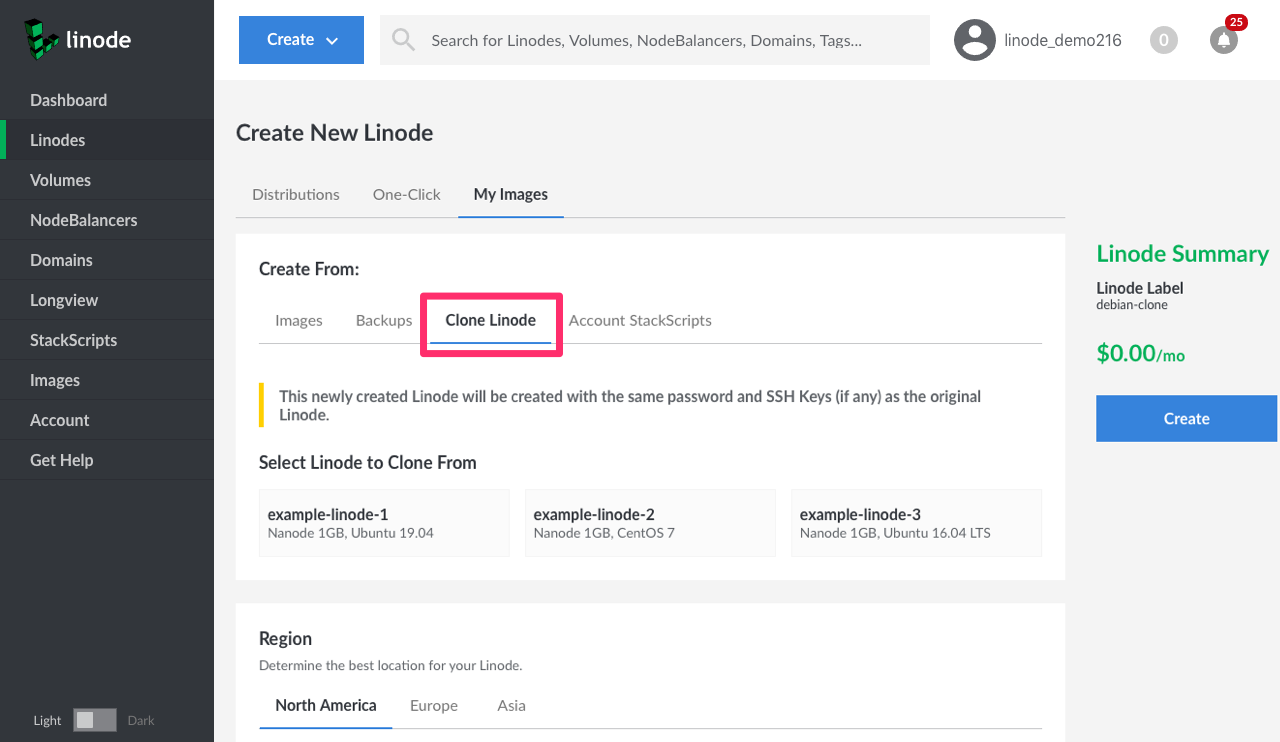 linode
Create
Search for Linodes, Volumes, NodeBalancers, Domains, Tags...
linode_demo216
0
25
Dashboard
Linodes
Volumes
NodeBalancers
Domains
Longview
StackScripts
Images
Account
Get Help
Light
Dark
Create New Linode
Distributions One-Click My Images
Create From:
Images Backups Clone Linode Account StackScripts
This newly created Linode will be created with the same password and SSH Keys (if any) as the original
Linode.
Select Linode to Clone From
example-linode-1
Nanode 1GB, Ubuntu 19.04
example-linode-2
Nanode 1GB, CentOS 7
example-linode-3
Nanode 1GB, Ubuntu 16.04 LTS
Region
Determine the best location for your Linode.
North America Europe Asia
Linode Summary
Linode Label
debian-clone
$0.00/mo
Create